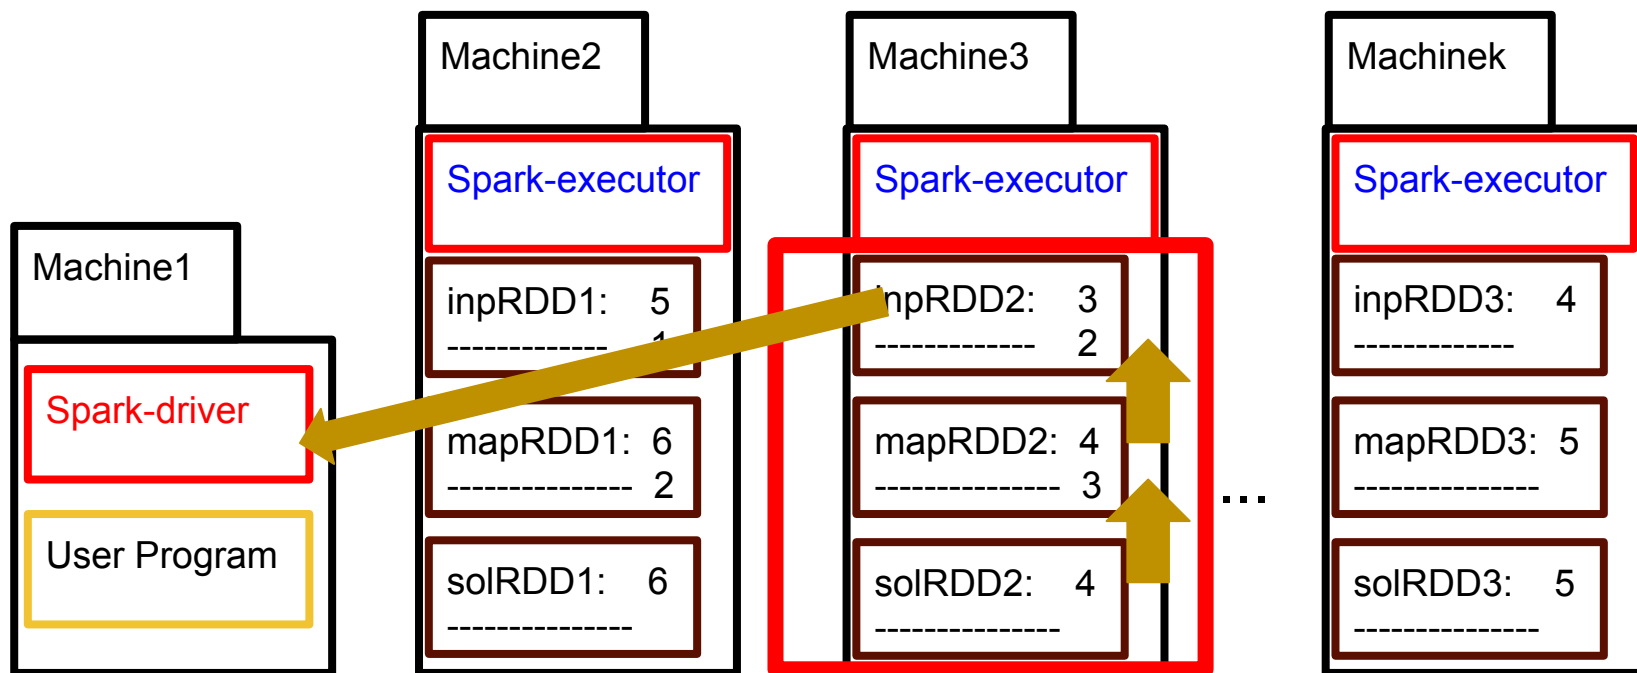 Machine1
Spark-driver
User Program
Machine2
Spark-executor
inpRDD1: 5
------------- 1
mapRDD1: 6
--------------- 2
solRDD1: 6
---------------
Machine3
Spark-executor
inpRDD2: 3
------------- 2
mapRDD2: 4
--------------- 3
solRDD2: 4
---------------
...
Machinek
Spark-executor
inpRDD3: 4
-------------
mapRDD3: 5
---------------
solRDD3: 5
---------------